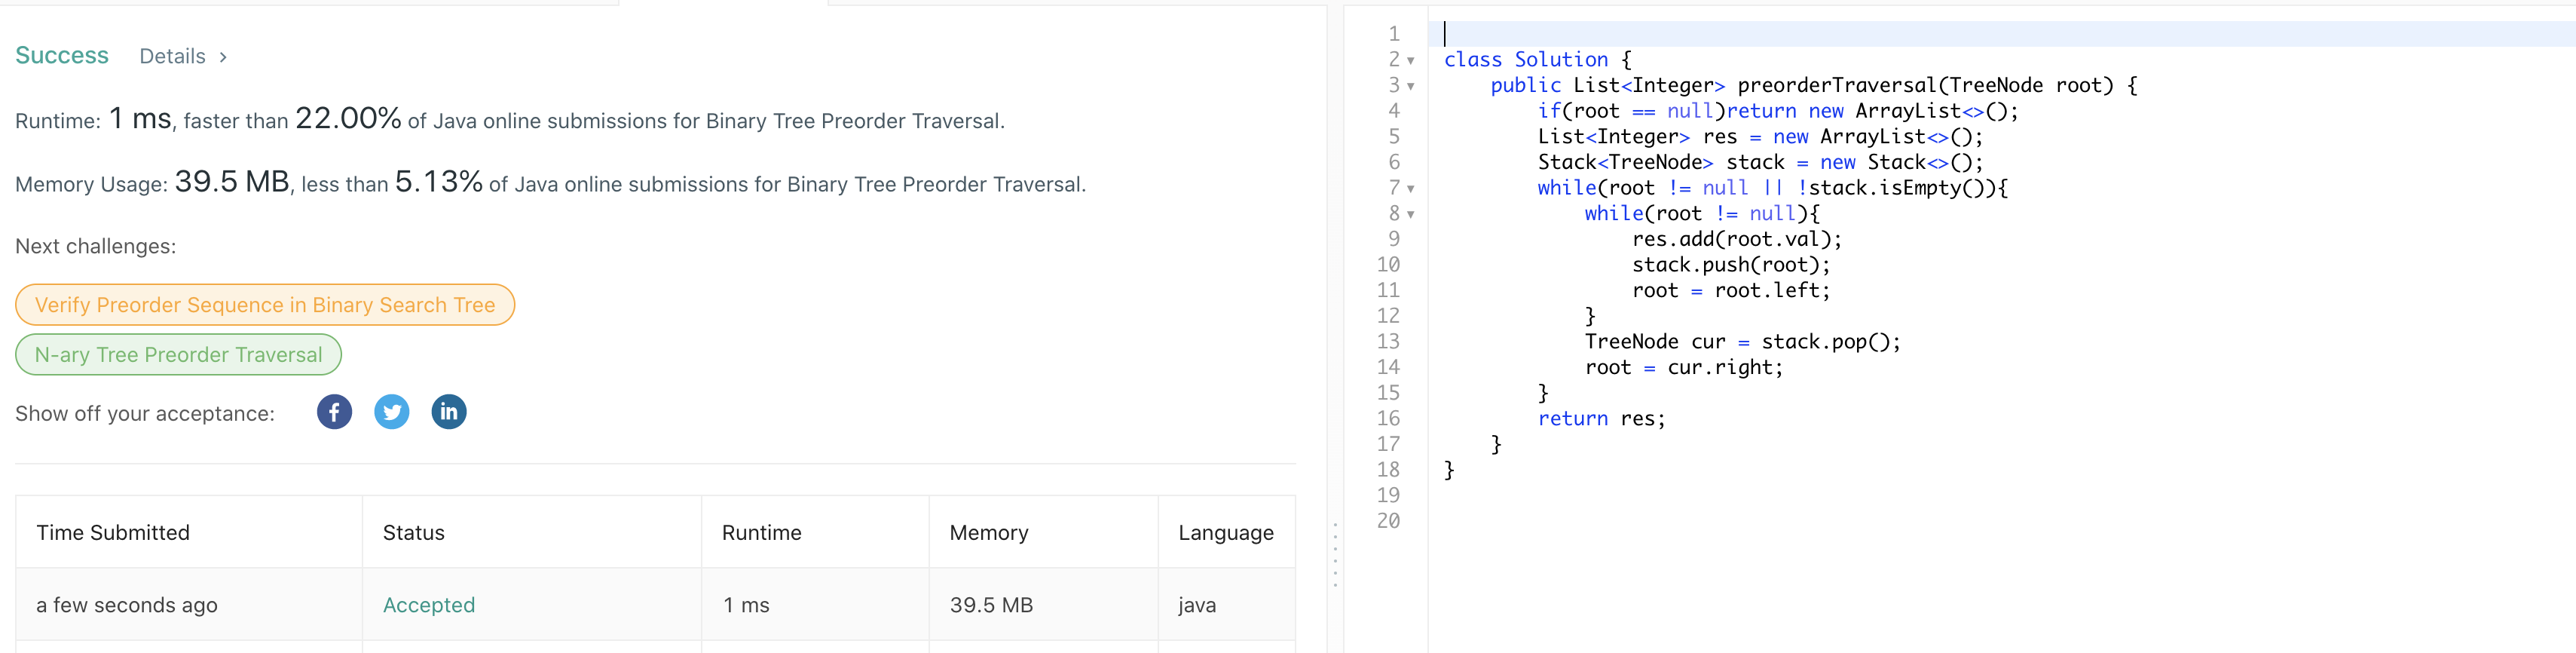 Success Details >
Runtime: 1 ms, faster than 22.00% of Java online submissions for Binary Tree Preorder Traversal.
Memory Usage: 39.5 MB, less than 5.13% of Java online submissions for Binary Tree Preorder Traversal.
Next challenges:
Verify Preorder Sequence in Binary Search Tree
N-ary Tree Preorder Traversal
Show off your acceptance: f in
Time Submitted Status Runtime Memory Language
a few seconds ago Accepted 1 ms 39.5 MB java
1
2 class Solution {
3     public List<Integer> preorderTraversal(TreeNode root) {
4         if(root == null)return new ArrayList<>();
5         List<Integer> res = new ArrayList<>();
6         Stack<TreeNode> stack = new Stack<>();
7         while(root != null || !stack.isEmpty()){
8             while(root != null){
9                 res.add(root.val);
10                 stack.push(root);
11                 root = root.left;
12             }
13             TreeNode cur = stack.pop();
14             root = cur.right;
15         }
16         return res;
17     }
18 }
19
20